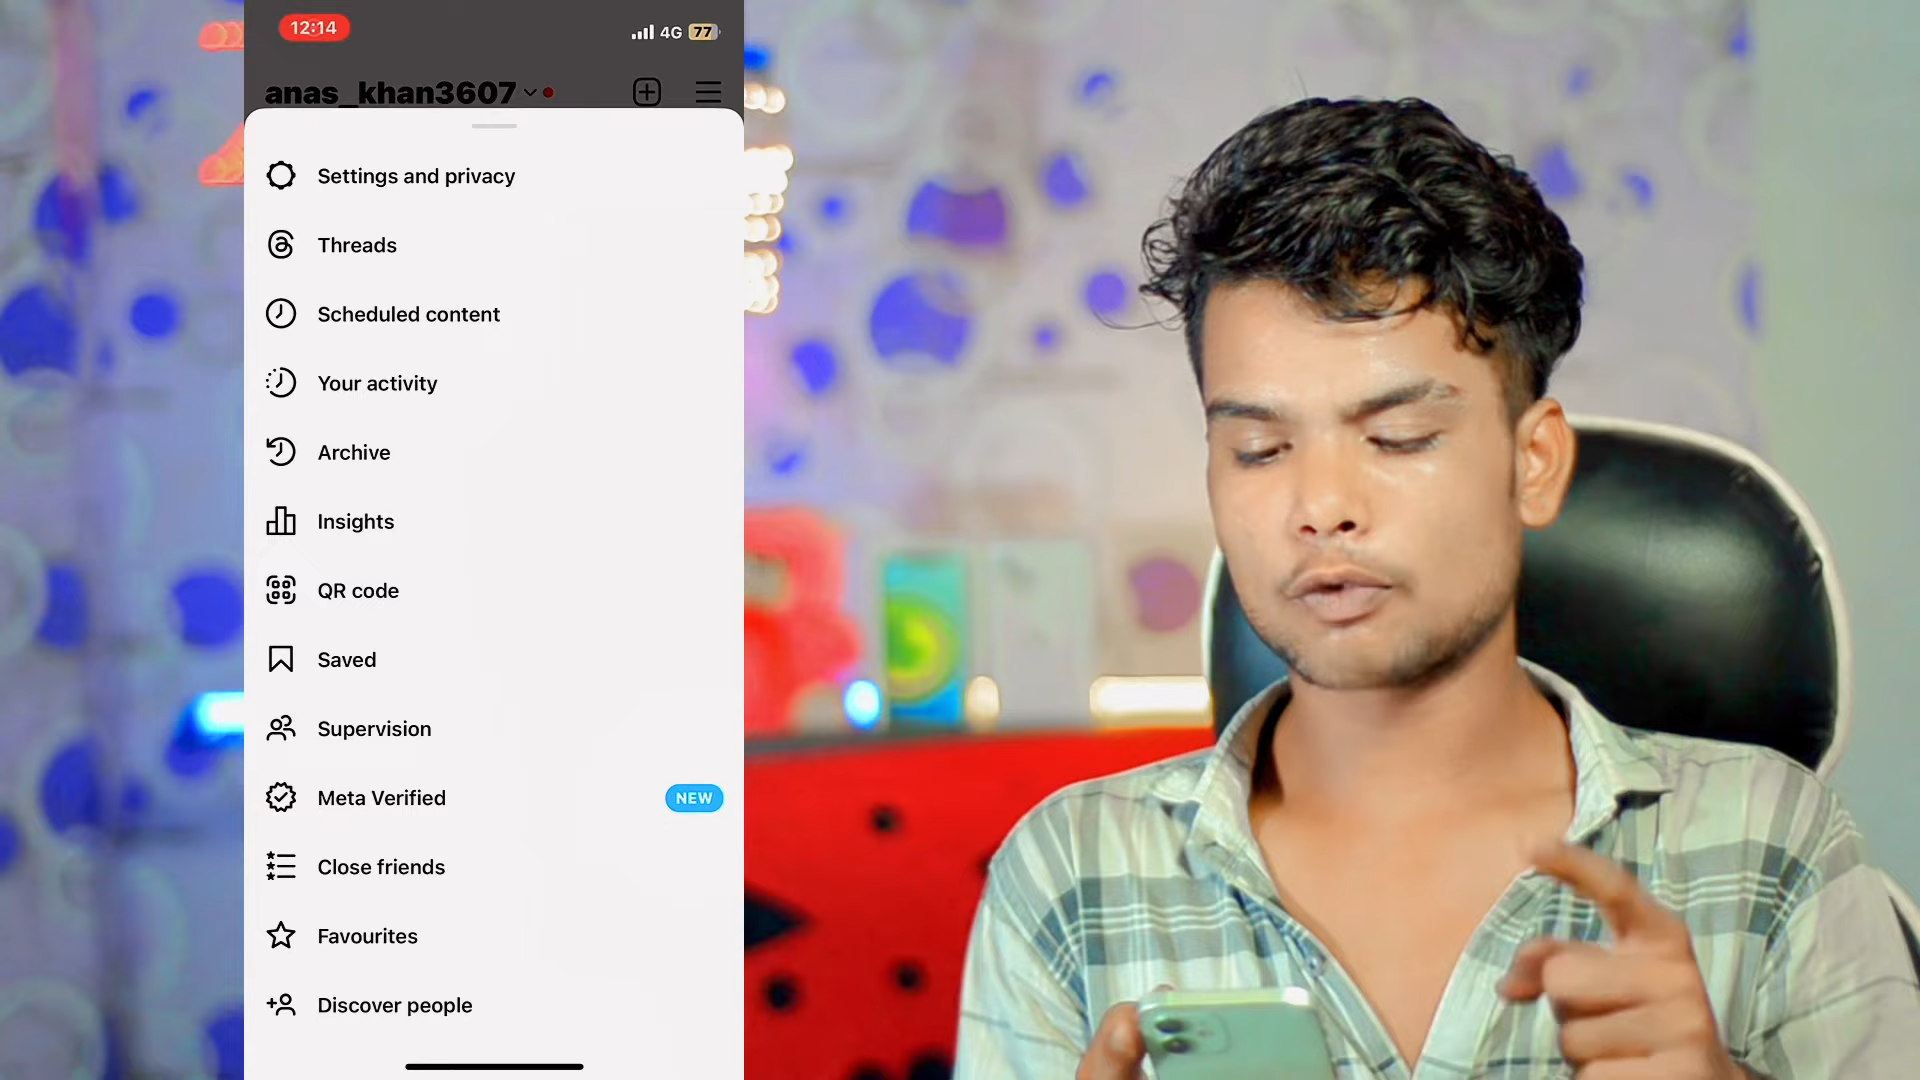 12:14
4G 77
anas_khan3607
Settings and privacy
Threads
Scheduled content
Your activity
Archive
Insights
QR code
Saved
Supervision
Meta Verified NEW
Close friends
Favourites
Discover people